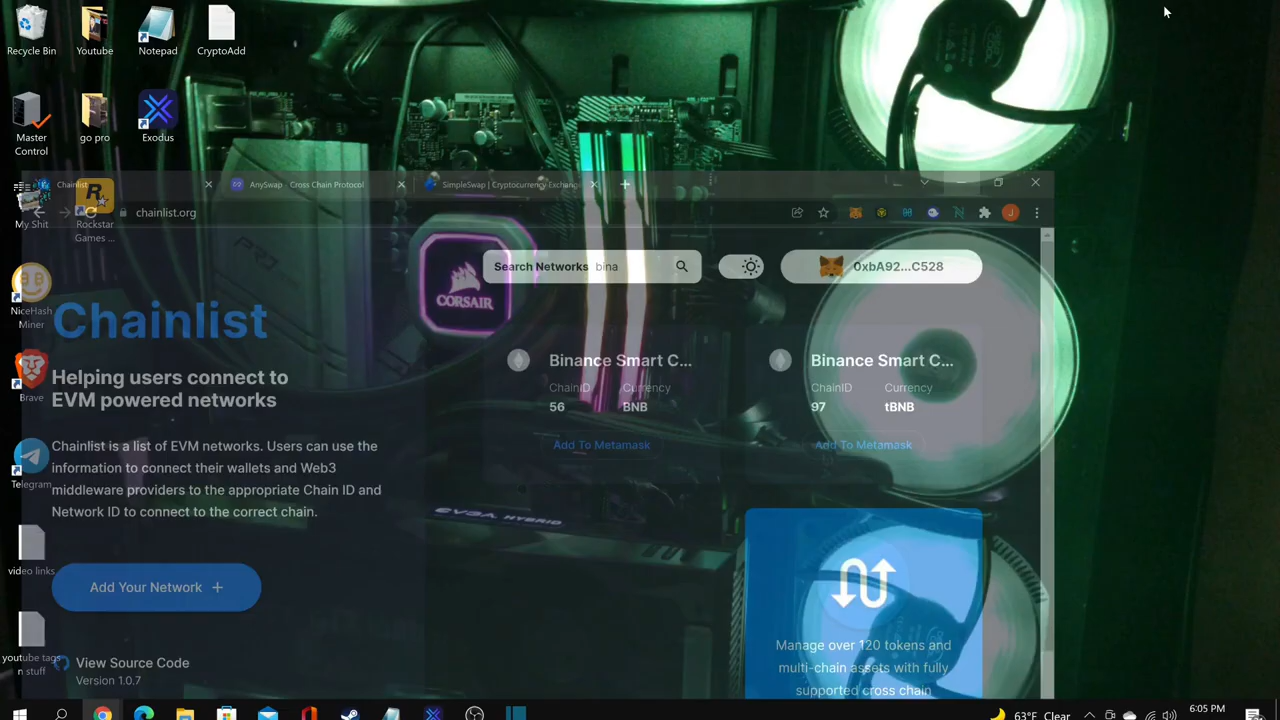 Recycle Bin
Youtube
Notepad
CryptoAdd
Master
Control
go pro
Exodus
My Shit
Rockstar
Games ...
NiceHash
Miner
Brave
Telegram
video links
youtube tags
n stuff
Chainlist
AnySwap - Cross Chain Protocol
SimpleSwap | Cryptocurrency Exchang
chainlist.org
Search Networks bina
0xbA92...C528
Chainlist
Helping users connect to
EVM powered networks
Chainlist is a list of EVM networks. Users can use the
information to connect their wallets and Web3
middleware providers to the appropriate Chain ID and
Network ID to connect to the correct chain.
Add Your Network +
View Source Code
Version 1.0.7
Binance Smart C...
ChainID
Currency
56
BNB
Add To Metamask
Binance Smart C...
ChainID
Currency
97
tBNB
Add To Metamask
Manage over 120 tokens and
multi-chain assets with fully
supported cross chain
CORSAIR
EVGA HYBRID
63°F Clear
6:05 PM